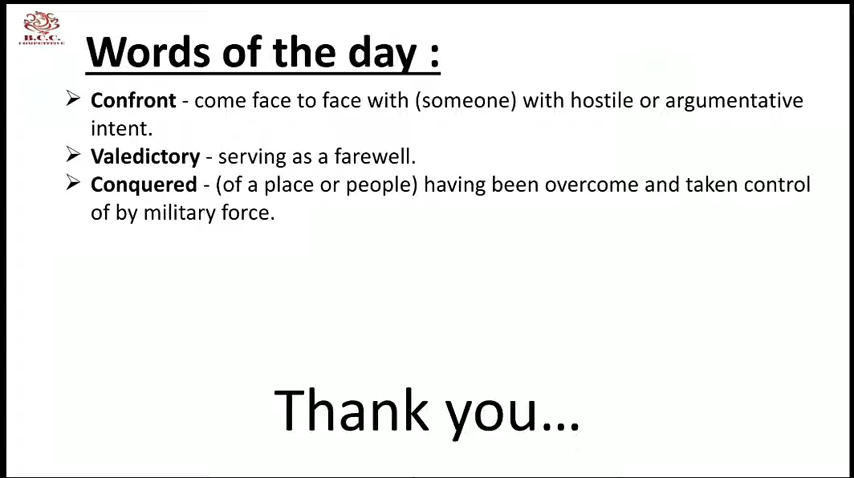 B.C.C.
COMPETITIVE
Words of the day :
➢ Confront - come face to face with (someone) with hostile or argumentative
intent.
➢ Valedictory - serving as a farewell.
➢ Conquered - (of a place or people) having been overcome and taken control
of by military force.
Thank you...